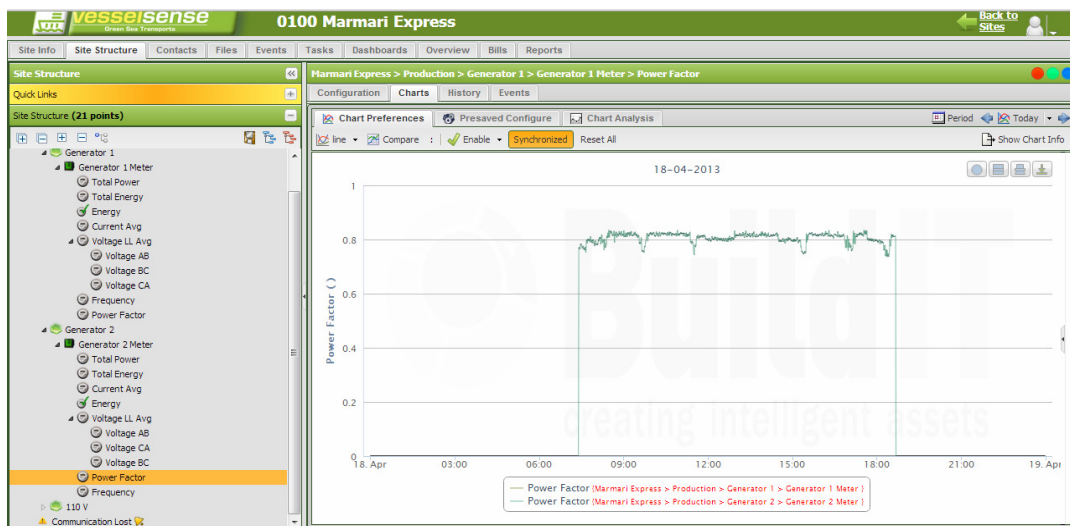 vesselsense
Green Sea Transports
0100 Marmari Express
Back to
Sites
Site Info Site Structure Contacts Files Events Tasks Dashboards Overview Bills Reports
Site Structure
Quick Links
Site Structure (21 points)
Generator 1
Generator 1 Meter
Total Power
Total Energy
Energy
Current Avg
Voltage LL Avg
Voltage AB
Voltage BC
Voltage CA
Frequency
Power Factor
Generator 2
Generator 2 Meter
Total Power
Total Energy
Current Avg
Energy
Voltage LL Avg
Voltage AB
Voltage CA
Voltage BC
Power Factor
Frequency
110 V
Communication Lost
Marmari Express > Production > Generator 1 > Generator 1 Meter > Power Factor
Configuration Charts History Events
Chart Preferences Presaved Configure Chart Analysis Period Today
line Compare : Enable Synchronized Reset All Show Chart Info
18-04-2013
1
0.8
0.6
0.4
0.2
0
Power Factor ( )
BuildIT
creating intelligent assets
18. Apr 03:00 06:00 09:00 12:00 15:00 18:00 21:00 19. Apr
Power Factor (Marmari Express > Production > Generator 1 > Generator 1 Meter )
Power Factor (Marmari Express > Production > Generator 2 > Generator 2 Meter )